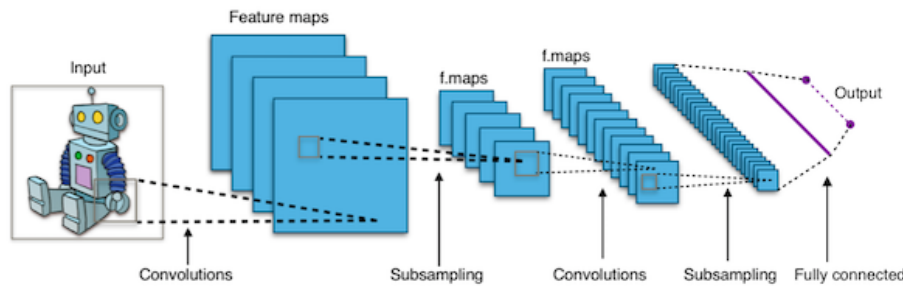 Feature maps
f.maps
f.maps
Input
Output
Convolutions
Subsampling
Convolutions
Subsampling
Fully connected